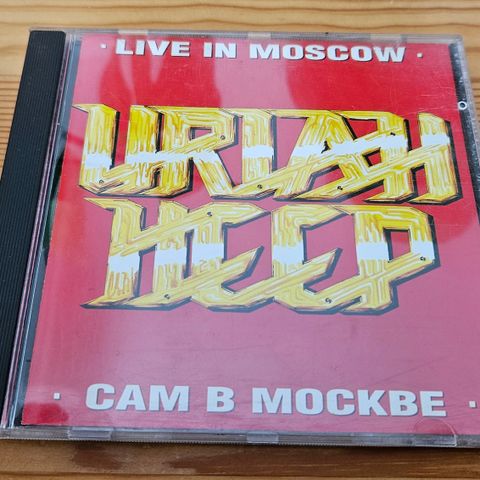 · LIVE IN MOSCOW ·
URIAH
HEEP
· САМ В МОСКВЕ ·